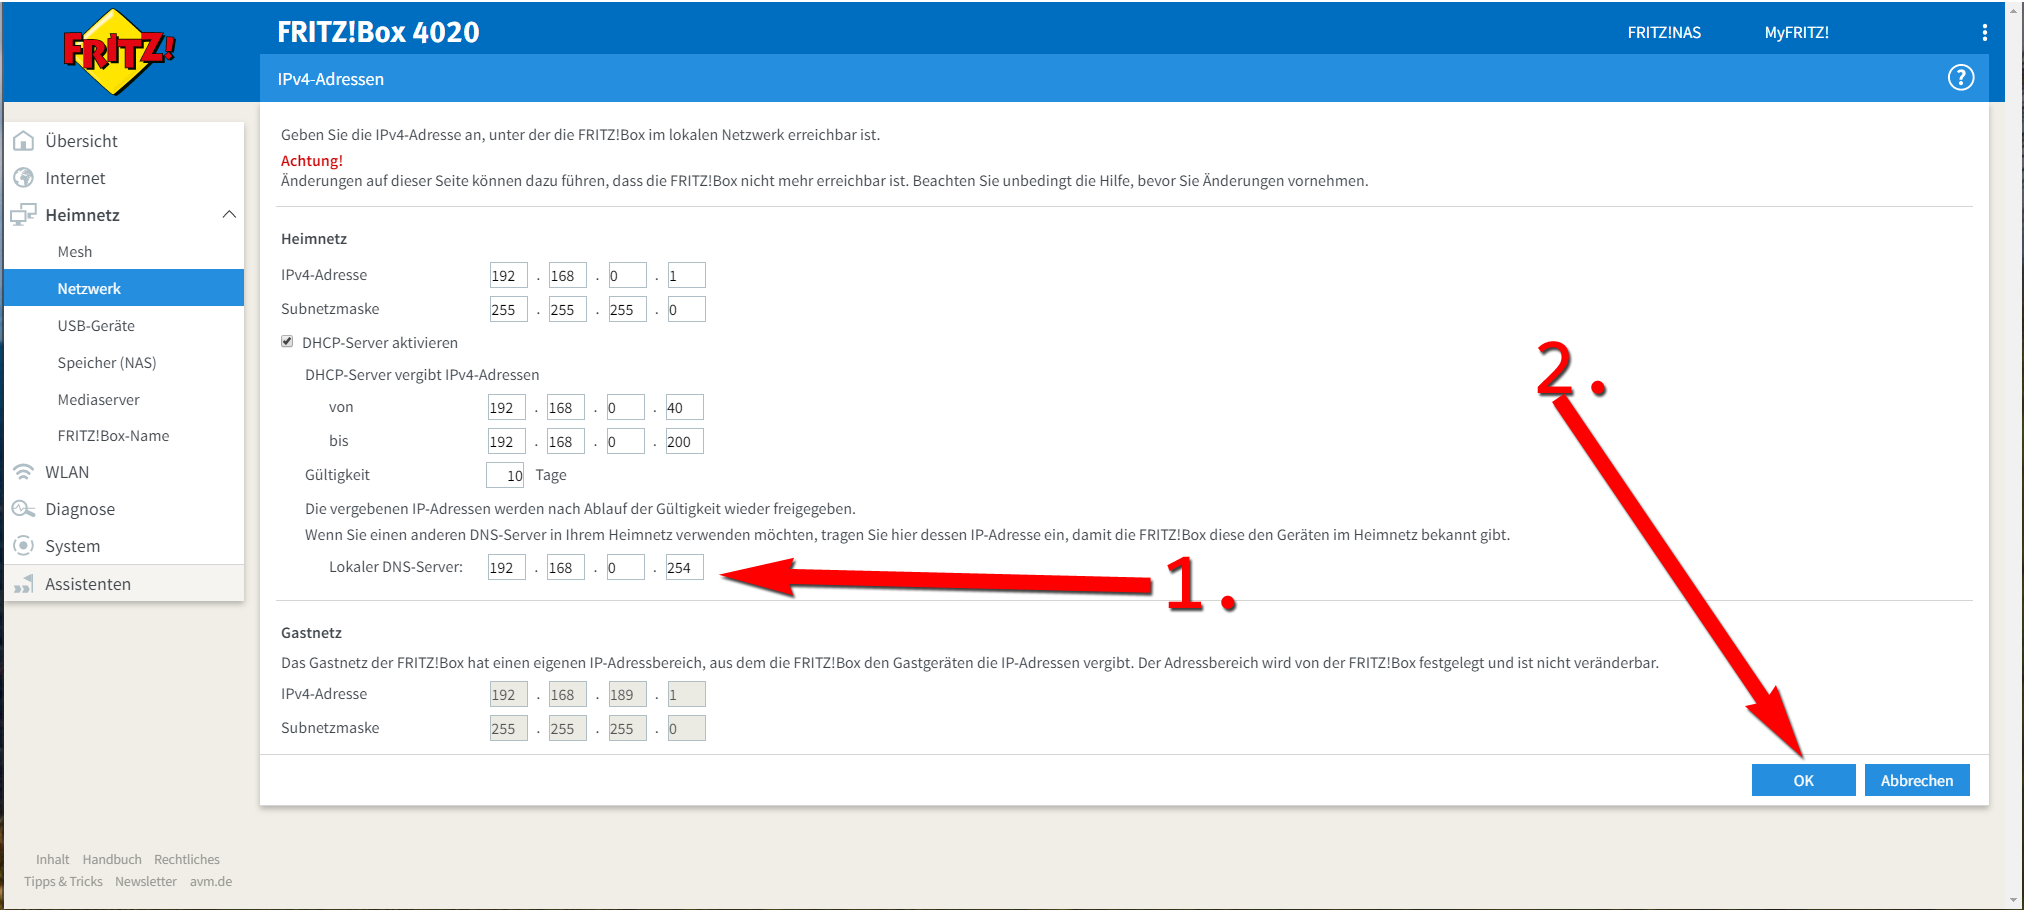 FRITZ!
FRITZ!Box 4020
FRITZ!NAS MyFRITZ!
IPv4-Adressen ?
Übersicht
Internet
Heimnetz
Mesh
Netzwerk
USB-Geräte
Speicher (NAS)
Mediaserver
FRITZ!Box-Name
WLAN
Diagnose
System
Assistenten
Inhalt Handbuch Rechtliches
Tipps & Tricks Newsletter avm.de
Geben Sie die IPv4-Adresse an, unter der die FRITZ!Box im lokalen Netzwerk erreichbar ist.
Achtung!
Änderungen auf dieser Seite können dazu führen, dass die FRITZ!Box nicht mehr erreichbar ist. Beachten Sie unbedingt die Hilfe, bevor Sie Änderungen vornehmen.
Heimnetz
IPv4-Adresse 192 . 168 . 0 . 1
Subnetzmaske 255 . 255 . 255 . 0
DHCP-Server aktivieren
DHCP-Server vergibt IPv4-Adressen
von 192 . 168 . 0 . 40
bis 192 . 168 . 0 . 200
Gültigkeit 10 Tage
Die vergebenen IP-Adressen werden nach Ablauf der Gültigkeit wieder freigegeben.
Wenn Sie einen anderen DNS-Server in Ihrem Heimnetz verwenden möchten, tragen Sie hier dessen IP-Adresse ein, damit die FRITZ!Box diese den Geräten im Heimnetz bekannt gibt.
Lokaler DNS-Server: 192 . 168 . 0 . 254
1.
2.
Gastnetz
Das Gastnetz der FRITZ!Box hat einen eigenen IP-Adressbereich, aus dem die FRITZ!Box den Gastgeräten die IP-Adressen vergibt. Der Adressbereich wird von der FRITZ!Box festgelegt und ist nicht veränderbar.
IPv4-Adresse 192 . 168 . 189 . 1
Subnetzmaske 255 . 255 . 255 . 0
OK Abbrechen